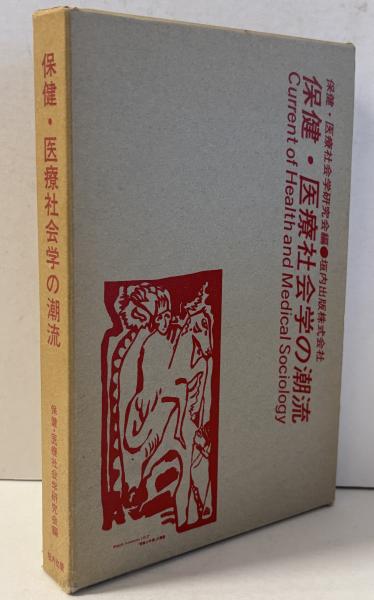 保健・医療社会学の潮流
保健・医療社会学研究会編
垣内出版
保健・医療社会学研究会編●垣内出版株式会社
保健・医療社会学の潮流
Current of Health and Medical Sociology